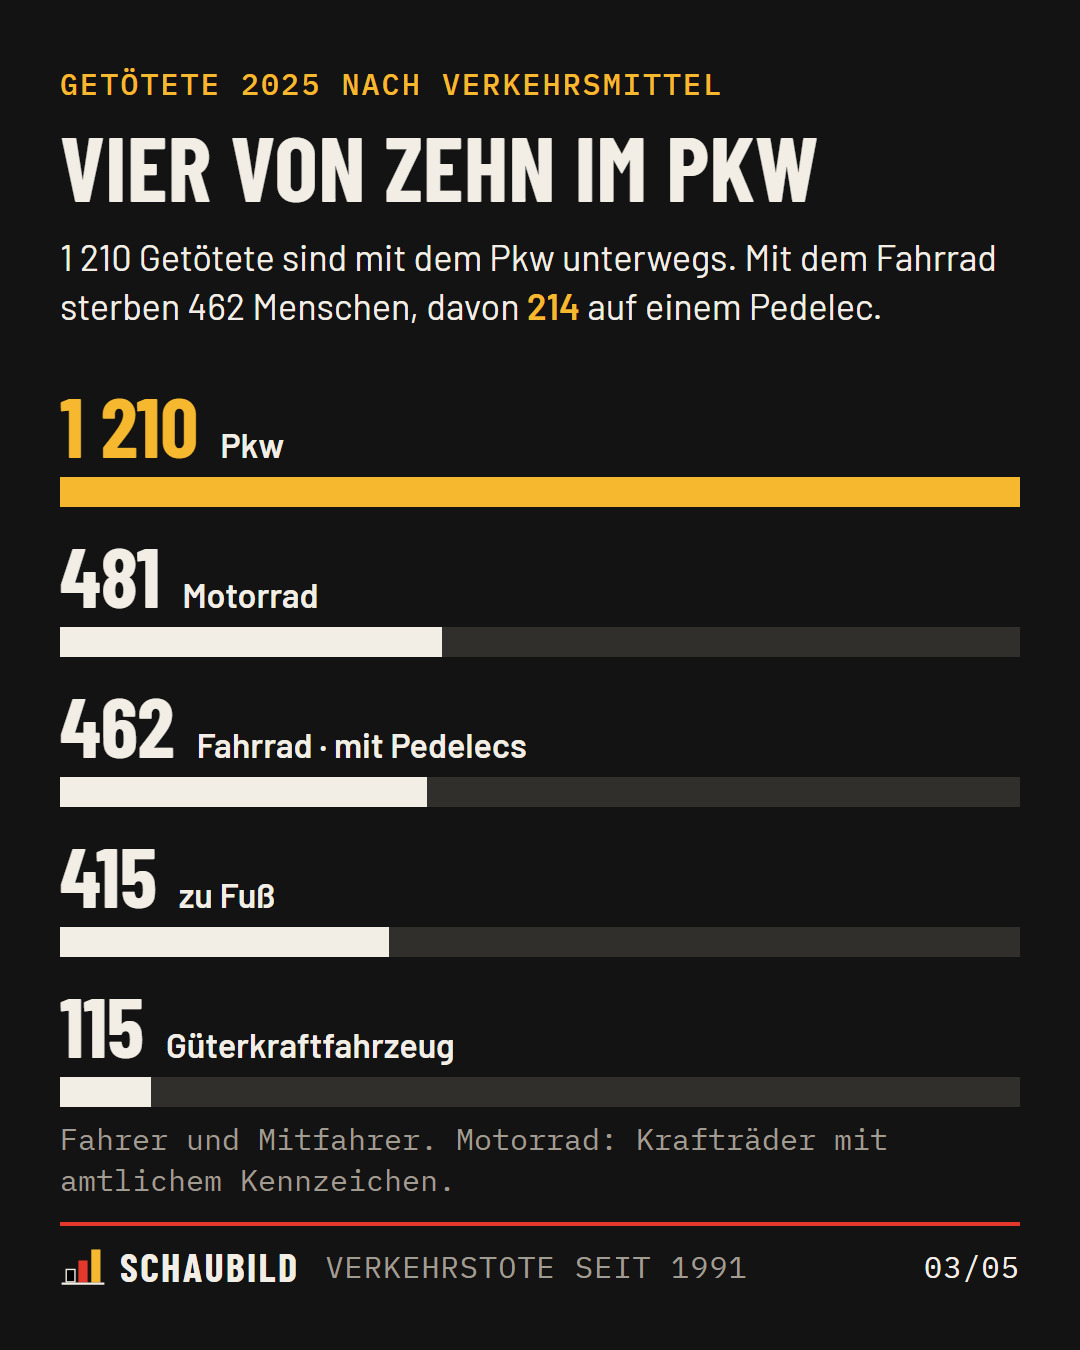 GETÖTETE 2025 NACH VERKEHRSMITTEL
VIER VON ZEHN IM PKW
1 210 Getötete sind mit dem Pkw unterwegs. Mit dem Fahrrad
sterben 462 Menschen, davon 214 auf einem Pedelec.
1 210 Pkw
481 Motorrad
462 Fahrrad · mit Pedelecs
415 zu Fuß
115 Güterkraftfahrzeug
Fahrer und Mitfahrer. Motorrad: Krafträder mit
amtlichem Kennzeichen.
SCHAUBILD VERKEHRSTOTE SEIT 1991 03/05